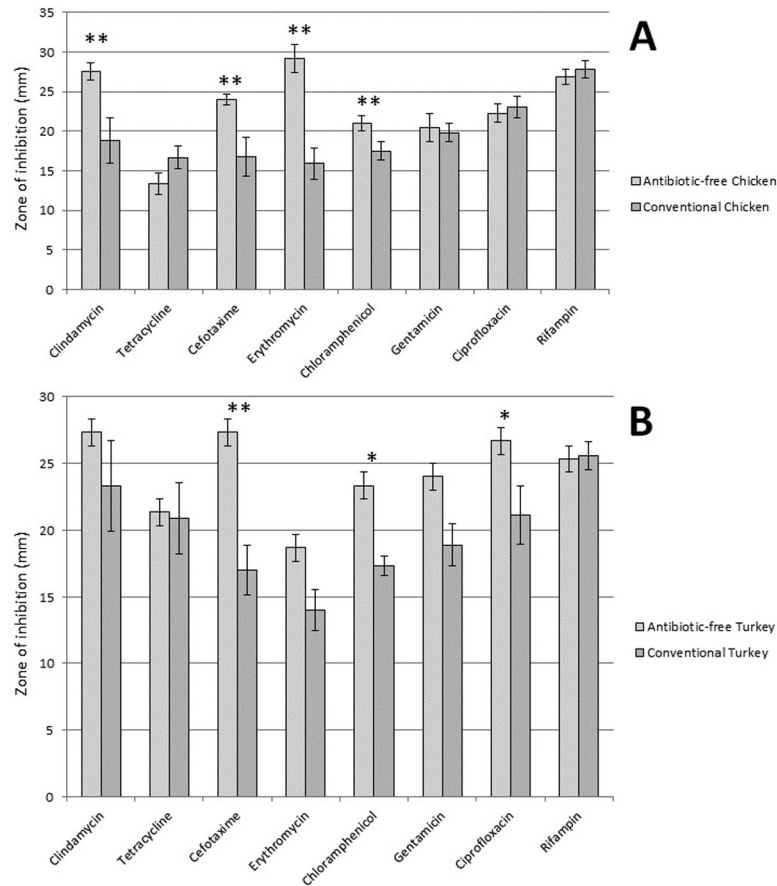 A
Zone of inhibition (mm)
35
30
25
20
15
10
5
0
**
**
**
**
Clindamycin
Tetracycline
Cefotaxime
Erythromycin
Chloramphenicol
Gentamicin
Ciprofloxacin
Rifampin
Antibiotic-free Chicken
Conventional Chicken
B
Zone of inhibition (mm)
30
25
20
15
10
5
0
**
*
*
Clindamycin
Tetracycline
Cefotaxime
Erythromycin
Chloramphenicol
Gentamicin
Ciprofloxacin
Rifampin
Antibiotic-free Turkey
Conventional Turkey